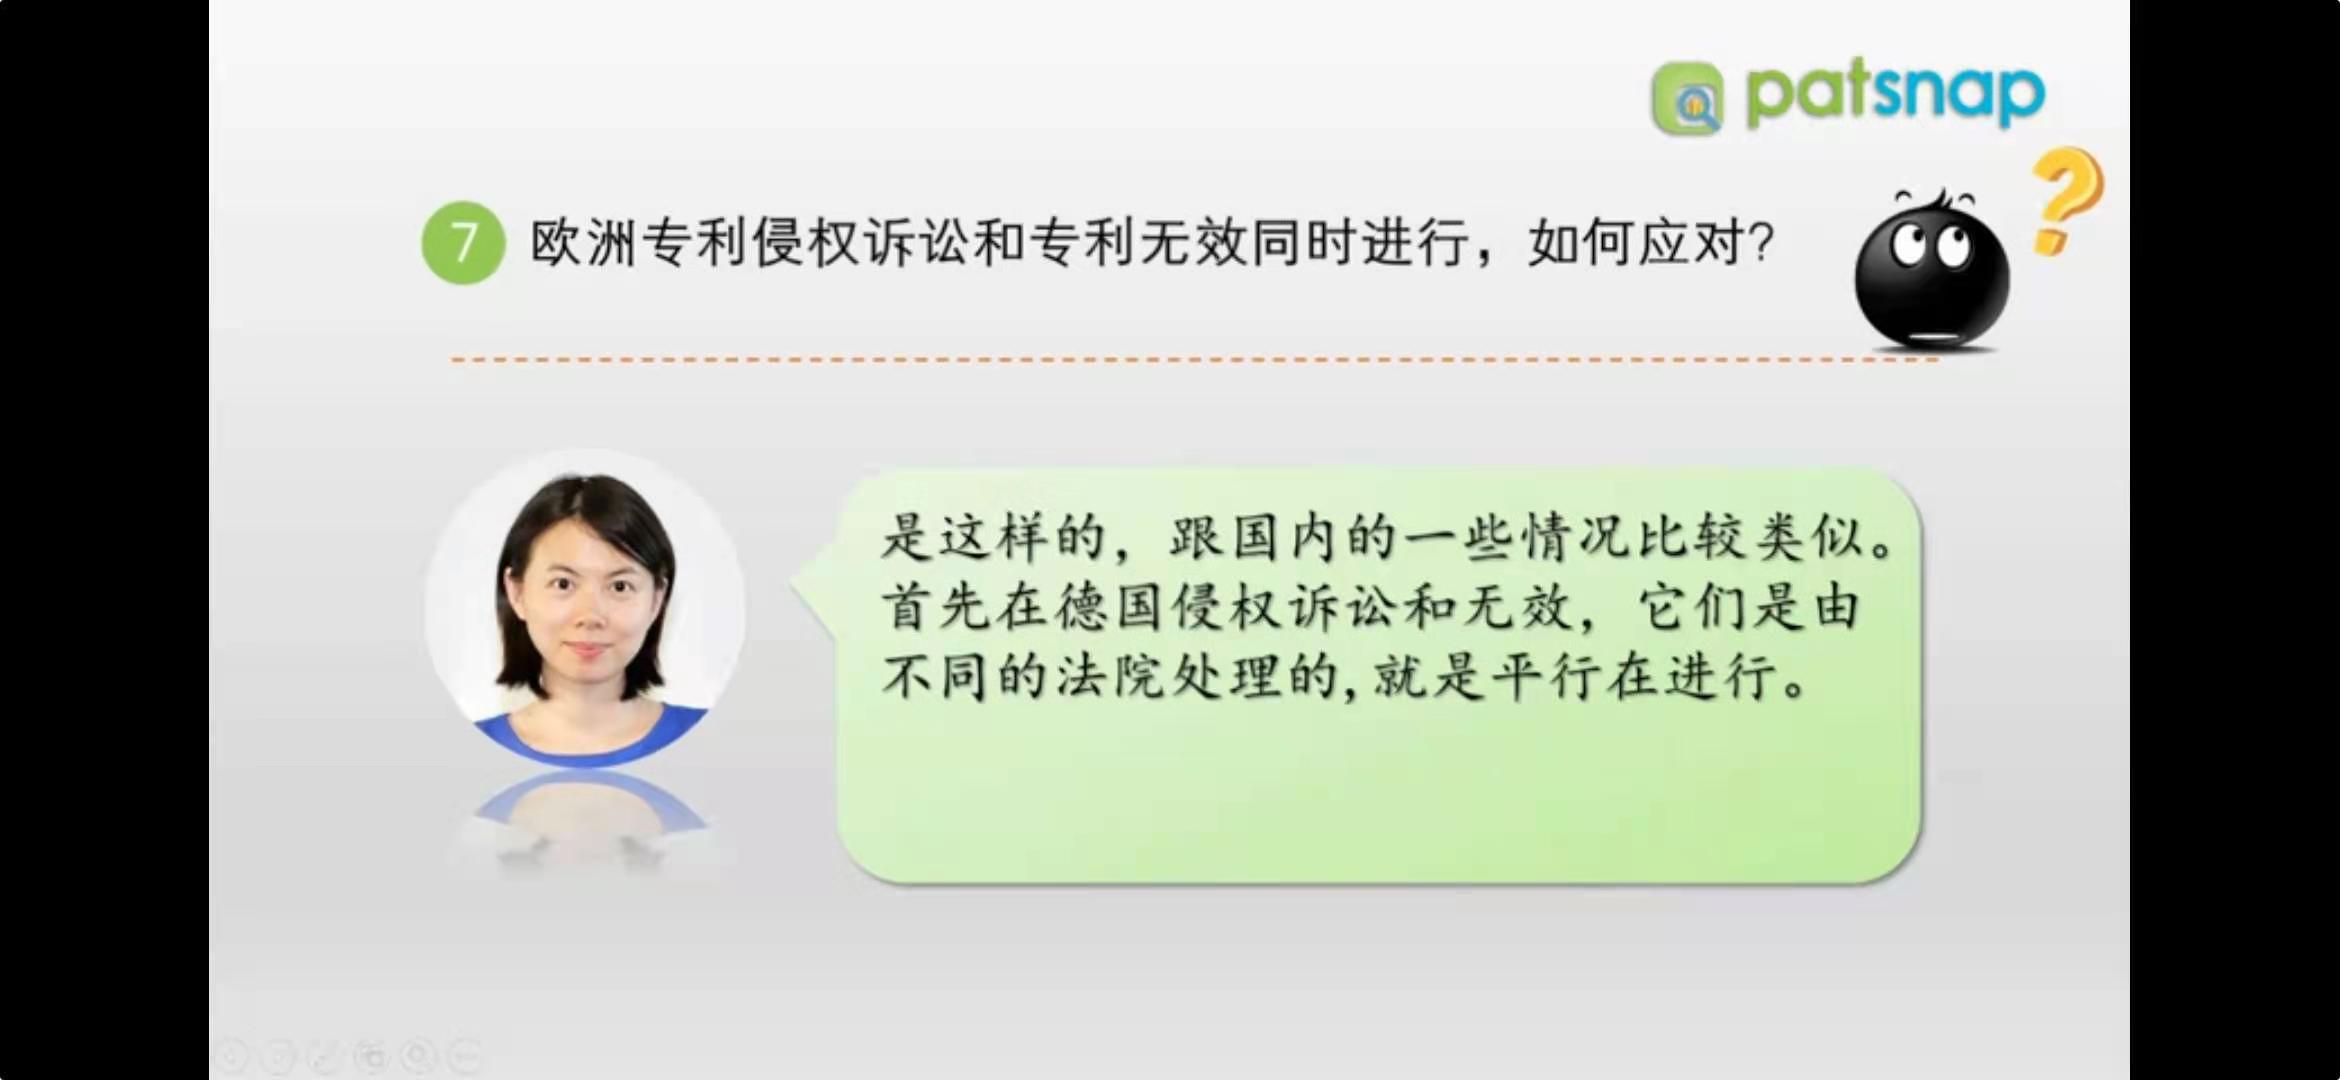 patsnap
7 欧洲专利侵权诉讼和专利无效同时进行，如何应对？
是这样的，跟国内的一些情况比较类似。
首先在德国侵权诉讼和无效，它们是由
不同的法院处理的,就是平行在进行。